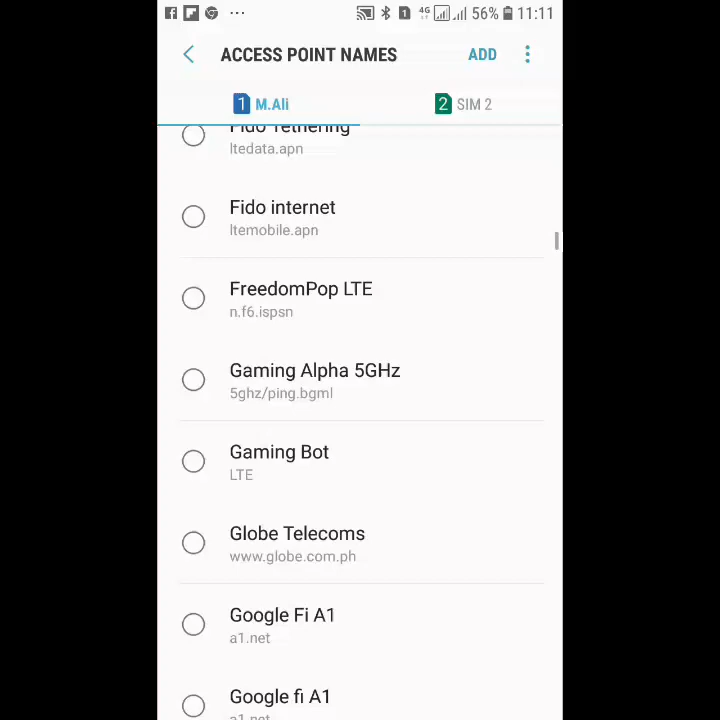 56% 11:11
ACCESS POINT NAMES ADD
1 M.Ali 2 SIM 2
Fido Tethering
ltedata.apn
Fido internet
ltemobile.apn
FreedomPop LTE
n.f6.ispsn
Gaming Alpha 5GHz
5ghz/ping.bgml
Gaming Bot
LTE
Globe Telecoms
www.globe.com.ph
Google Fi A1
a1.net
Google fi A1
a1.net